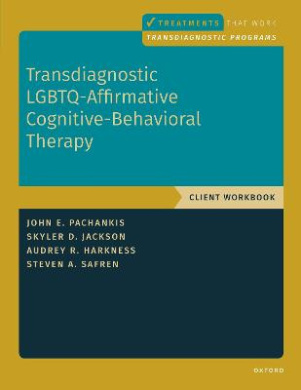 ✓ TREATMENTS THAT WORK
TRANSDIAGNOSTIC PROGRAMS
Transdiagnostic
LGBTQ-Affirmative
Cognitive-Behavioral
Therapy
CLIENT WORKBOOK
JOHN E. PACHANKIS
SKYLER D. JACKSON
AUDREY R. HARKNESS
STEVEN A. SAFREN
OXFORD